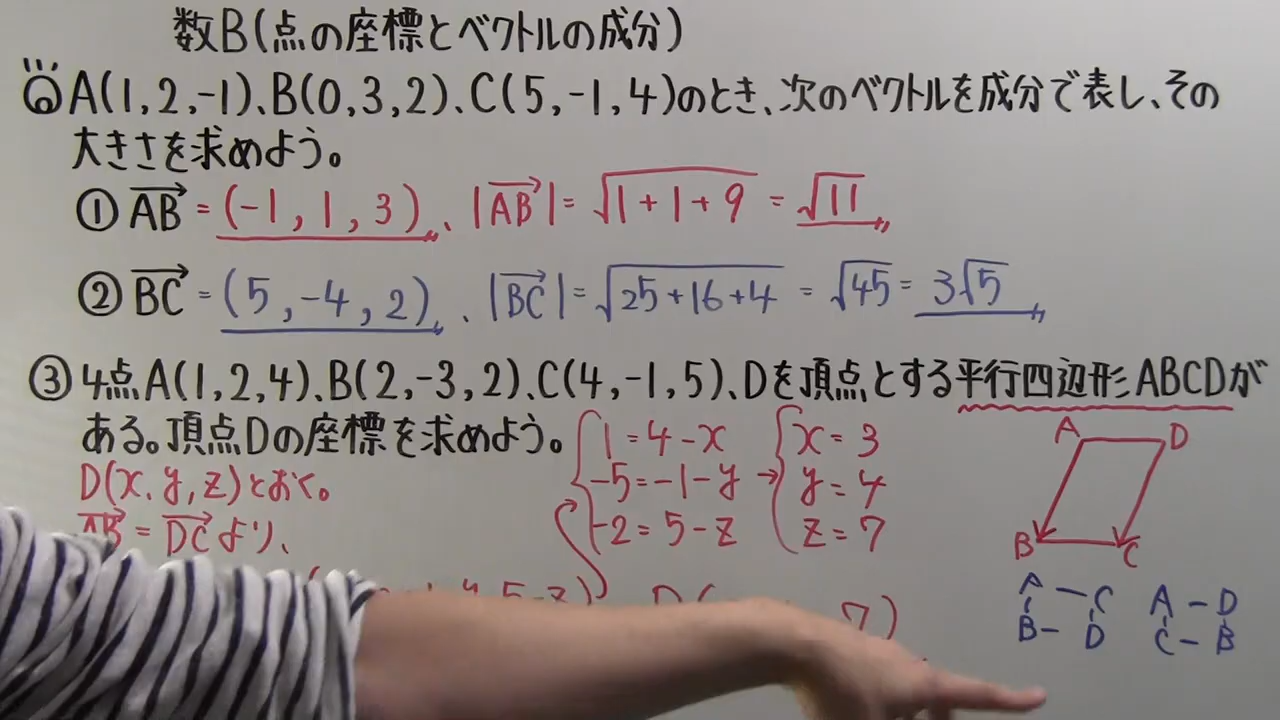 数B(点の座標とベクトルの成分)
Q A(1,2,-1)、B(0,3,2)、C(5,-1,4)のとき、次のベクトルを成分で表し、その
大きさを求めよう。
① AB = (-1, 1, 3)、|AB| = √1+1+9 = √11
② BC = (5, -4, 2)、|BC| = √25+16+4 = √45 = 3√5
③ 4点A(1,2,4)、B(2,-3,2)、C(4,-1,5)、Dを頂点とする平行四辺形ABCDが
ある。頂点Dの座標を求めよう。
D(x, y, z)とおく。
AB = DCより、
1 = 4 - x
-5 = -1 - y
-2 = 5 - z
→
x = 3
y = 4
z = 7
5-z)
D(
7)
A D
B C
A - C
B - D
A - D
C - B